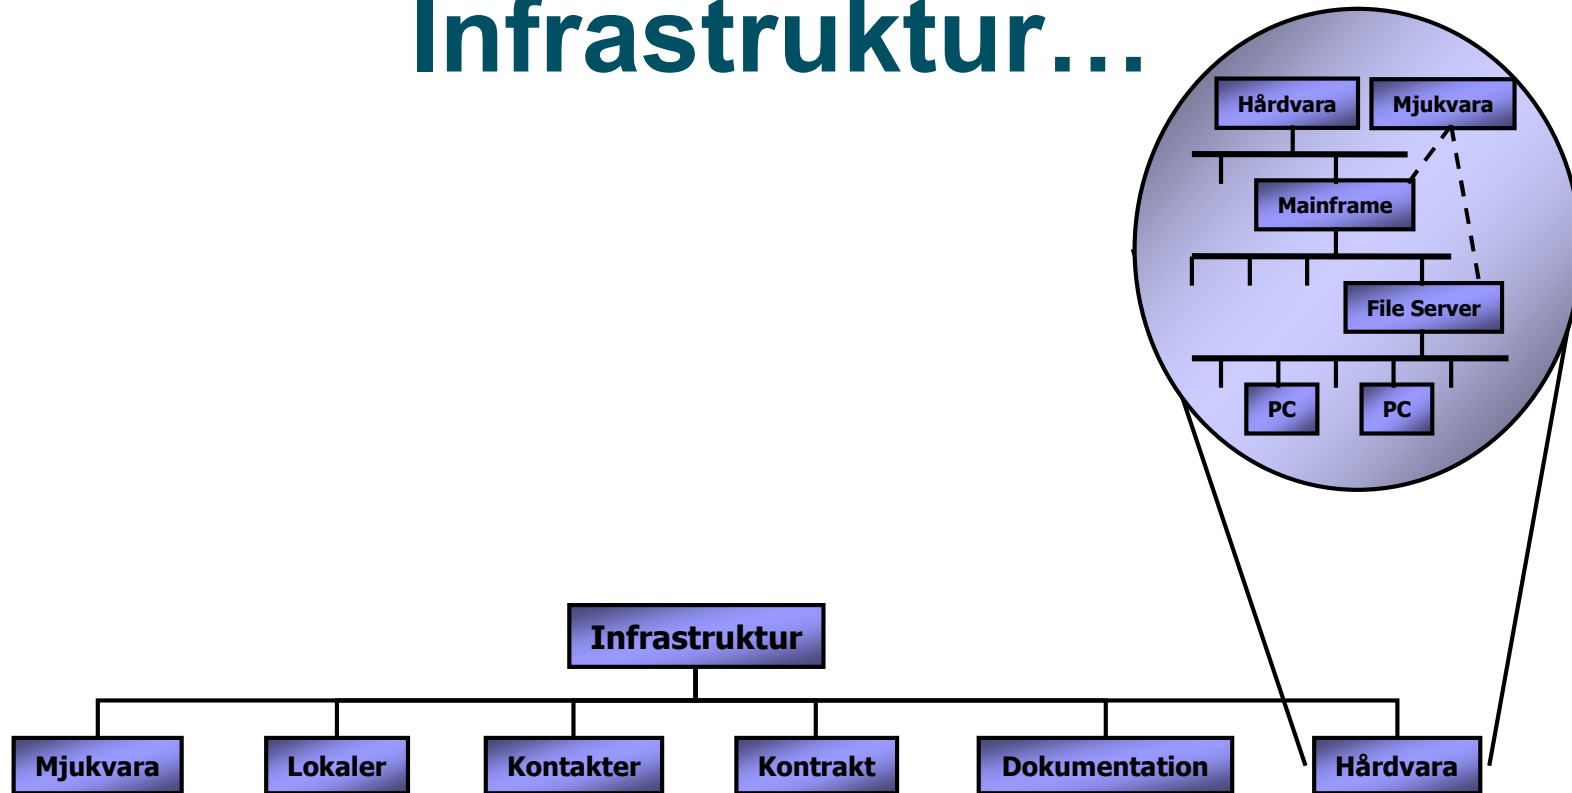 Infrastruktur...
Hårdvara
Mjukvara
Mainframe
File Server
PC
PC
Infrastruktur
Mjukvara
Lokaler
Kontakter
Kontrakt
Dokumentation
Hårdvara